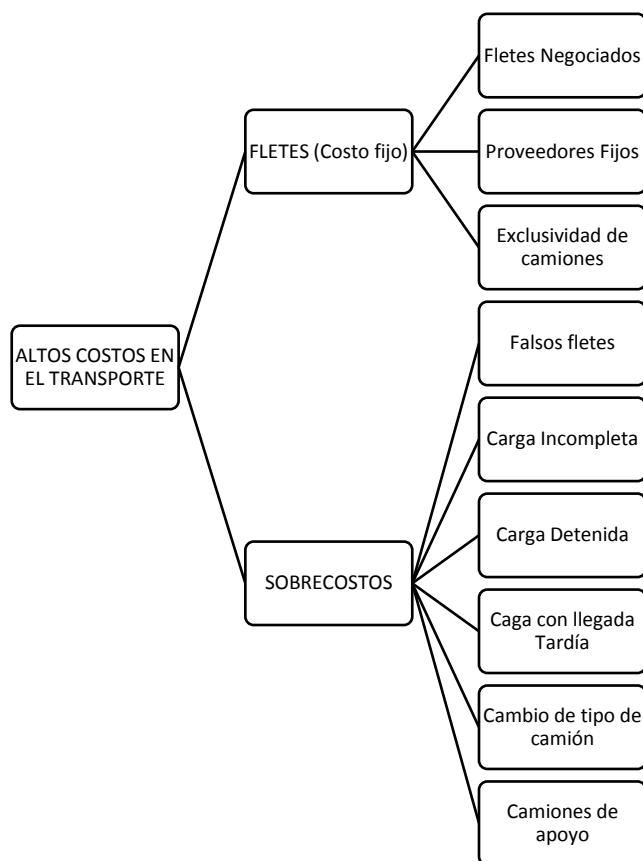 Fletes Negociados
FLETES (Costo fijo)
Proveedores Fijos
Exclusividad de
camiones
ALTOS COSTOS EN
EL TRANSPORTE
Falsos fletes
Carga Incompleta
Carga Detenida
SOBRECOSTOS
Caga con llegada
Tardía
Cambio de tipo de
camión
Camiones de
apoyo